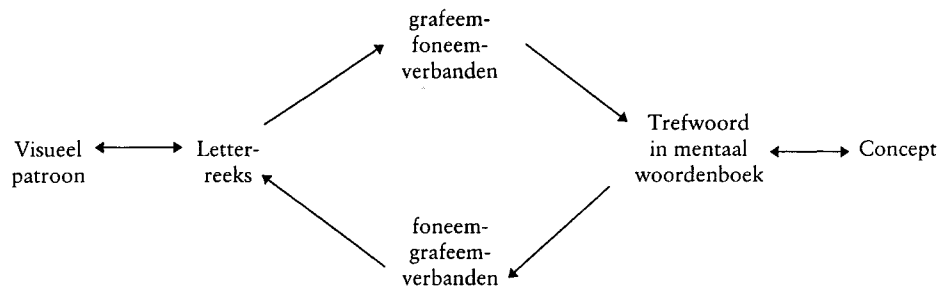 grafeem-
foneem-
verbanden
Visueel
patroon
Letter-
reeks
Trefwoord
in mentaal
woordenboek
Concept
foneem-
grafeem-
verbanden